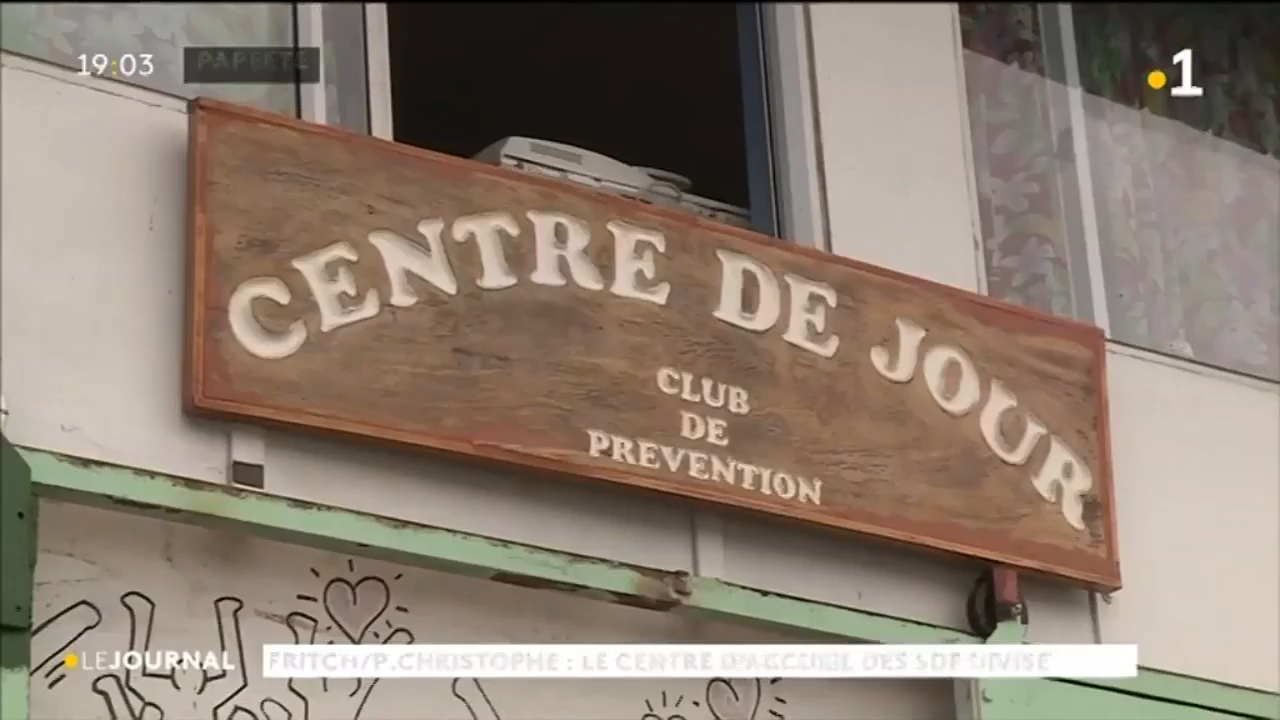 19:03
PAPEETE
1
CENTRE DE JOUR
CLUB
DE
PREVENTION
LEJOURNAL
FRITCH/P.CHRISTOPHE : LE CENTRE D'ACCUEIL DES SDF DIVISE